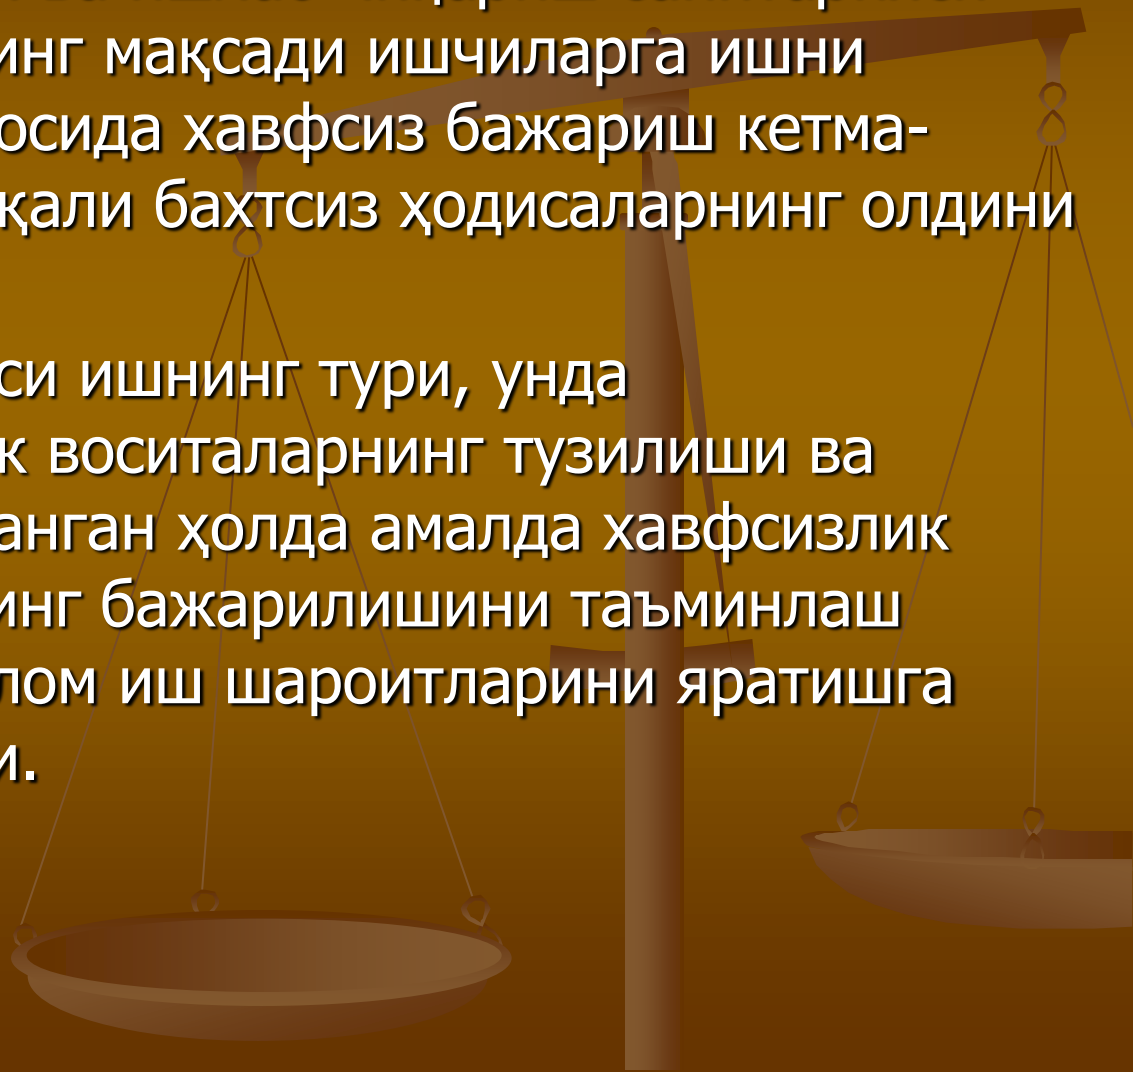 инг мақсади ишчиларга ишни
осида хавфсиз бажариш кетма-
қали бахтсиз ҳодисаларнинг олдини
си ишнинг тури, унда
к воситаларнинг тузилиши ва
анган ҳолда амалда хавфсизлик
инг бажарилишини таъминлаш
лом иш шароитларини яратишга
и.